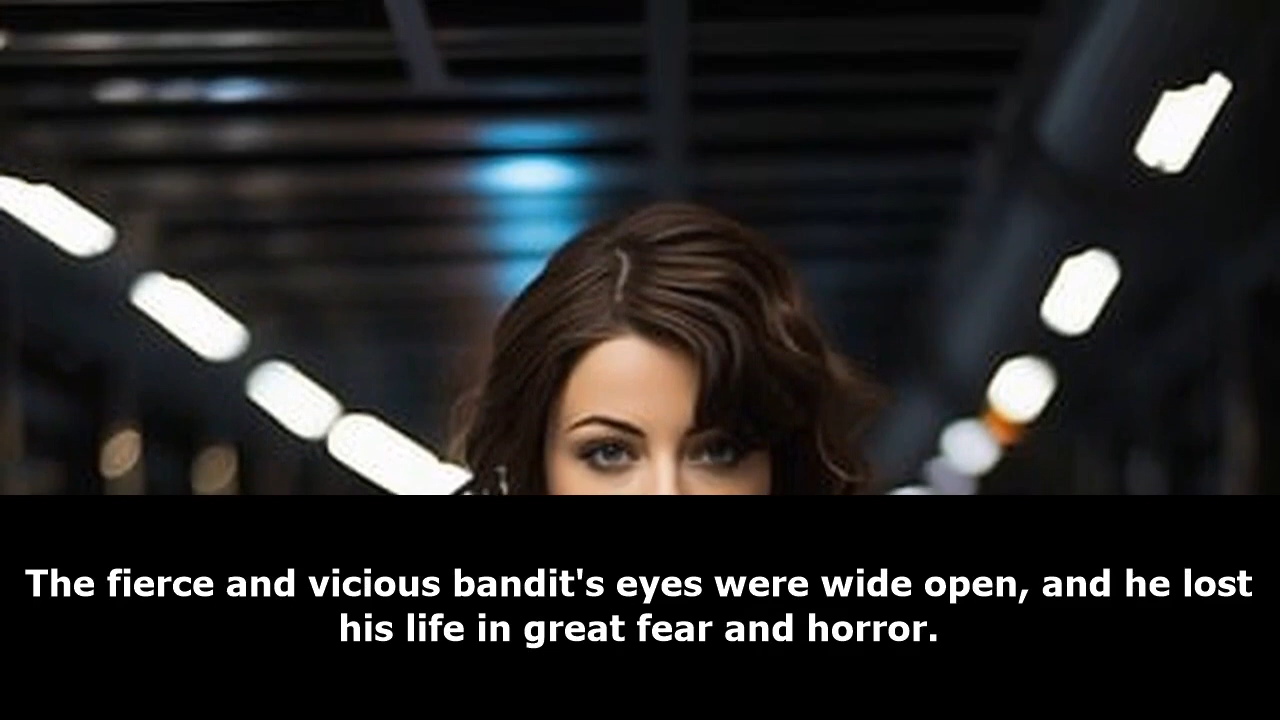 The fierce and vicious bandit's eyes were wide open, and he lost
his life in great fear and horror.